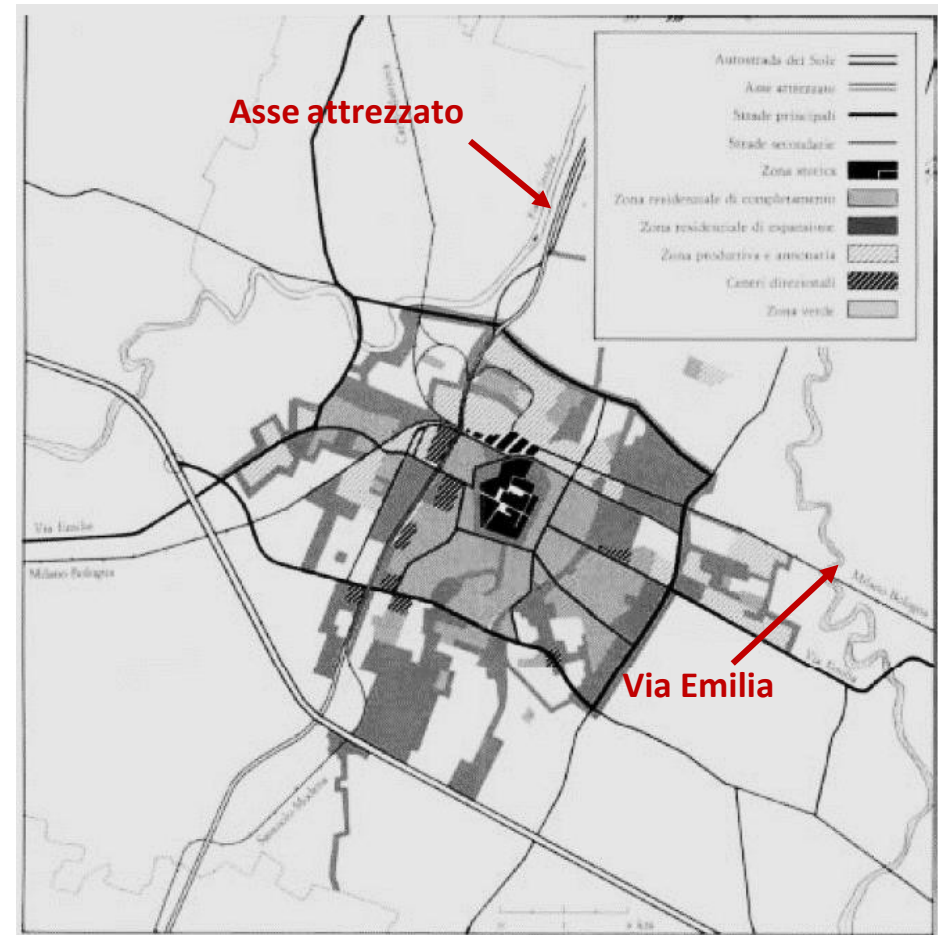 Autostrada del Sole
Asse attrezzato
Strade principali
Strade secondarie
Zona storica
Zona residenziale di completamento
Zona residenziale di espansione
Zona produttiva e annonaria
Centri direzionali
Zona verde
Asse attrezzato
Via Emilia
Milano Bologna
Milano Bologna
Via Emilia
Via Emilia